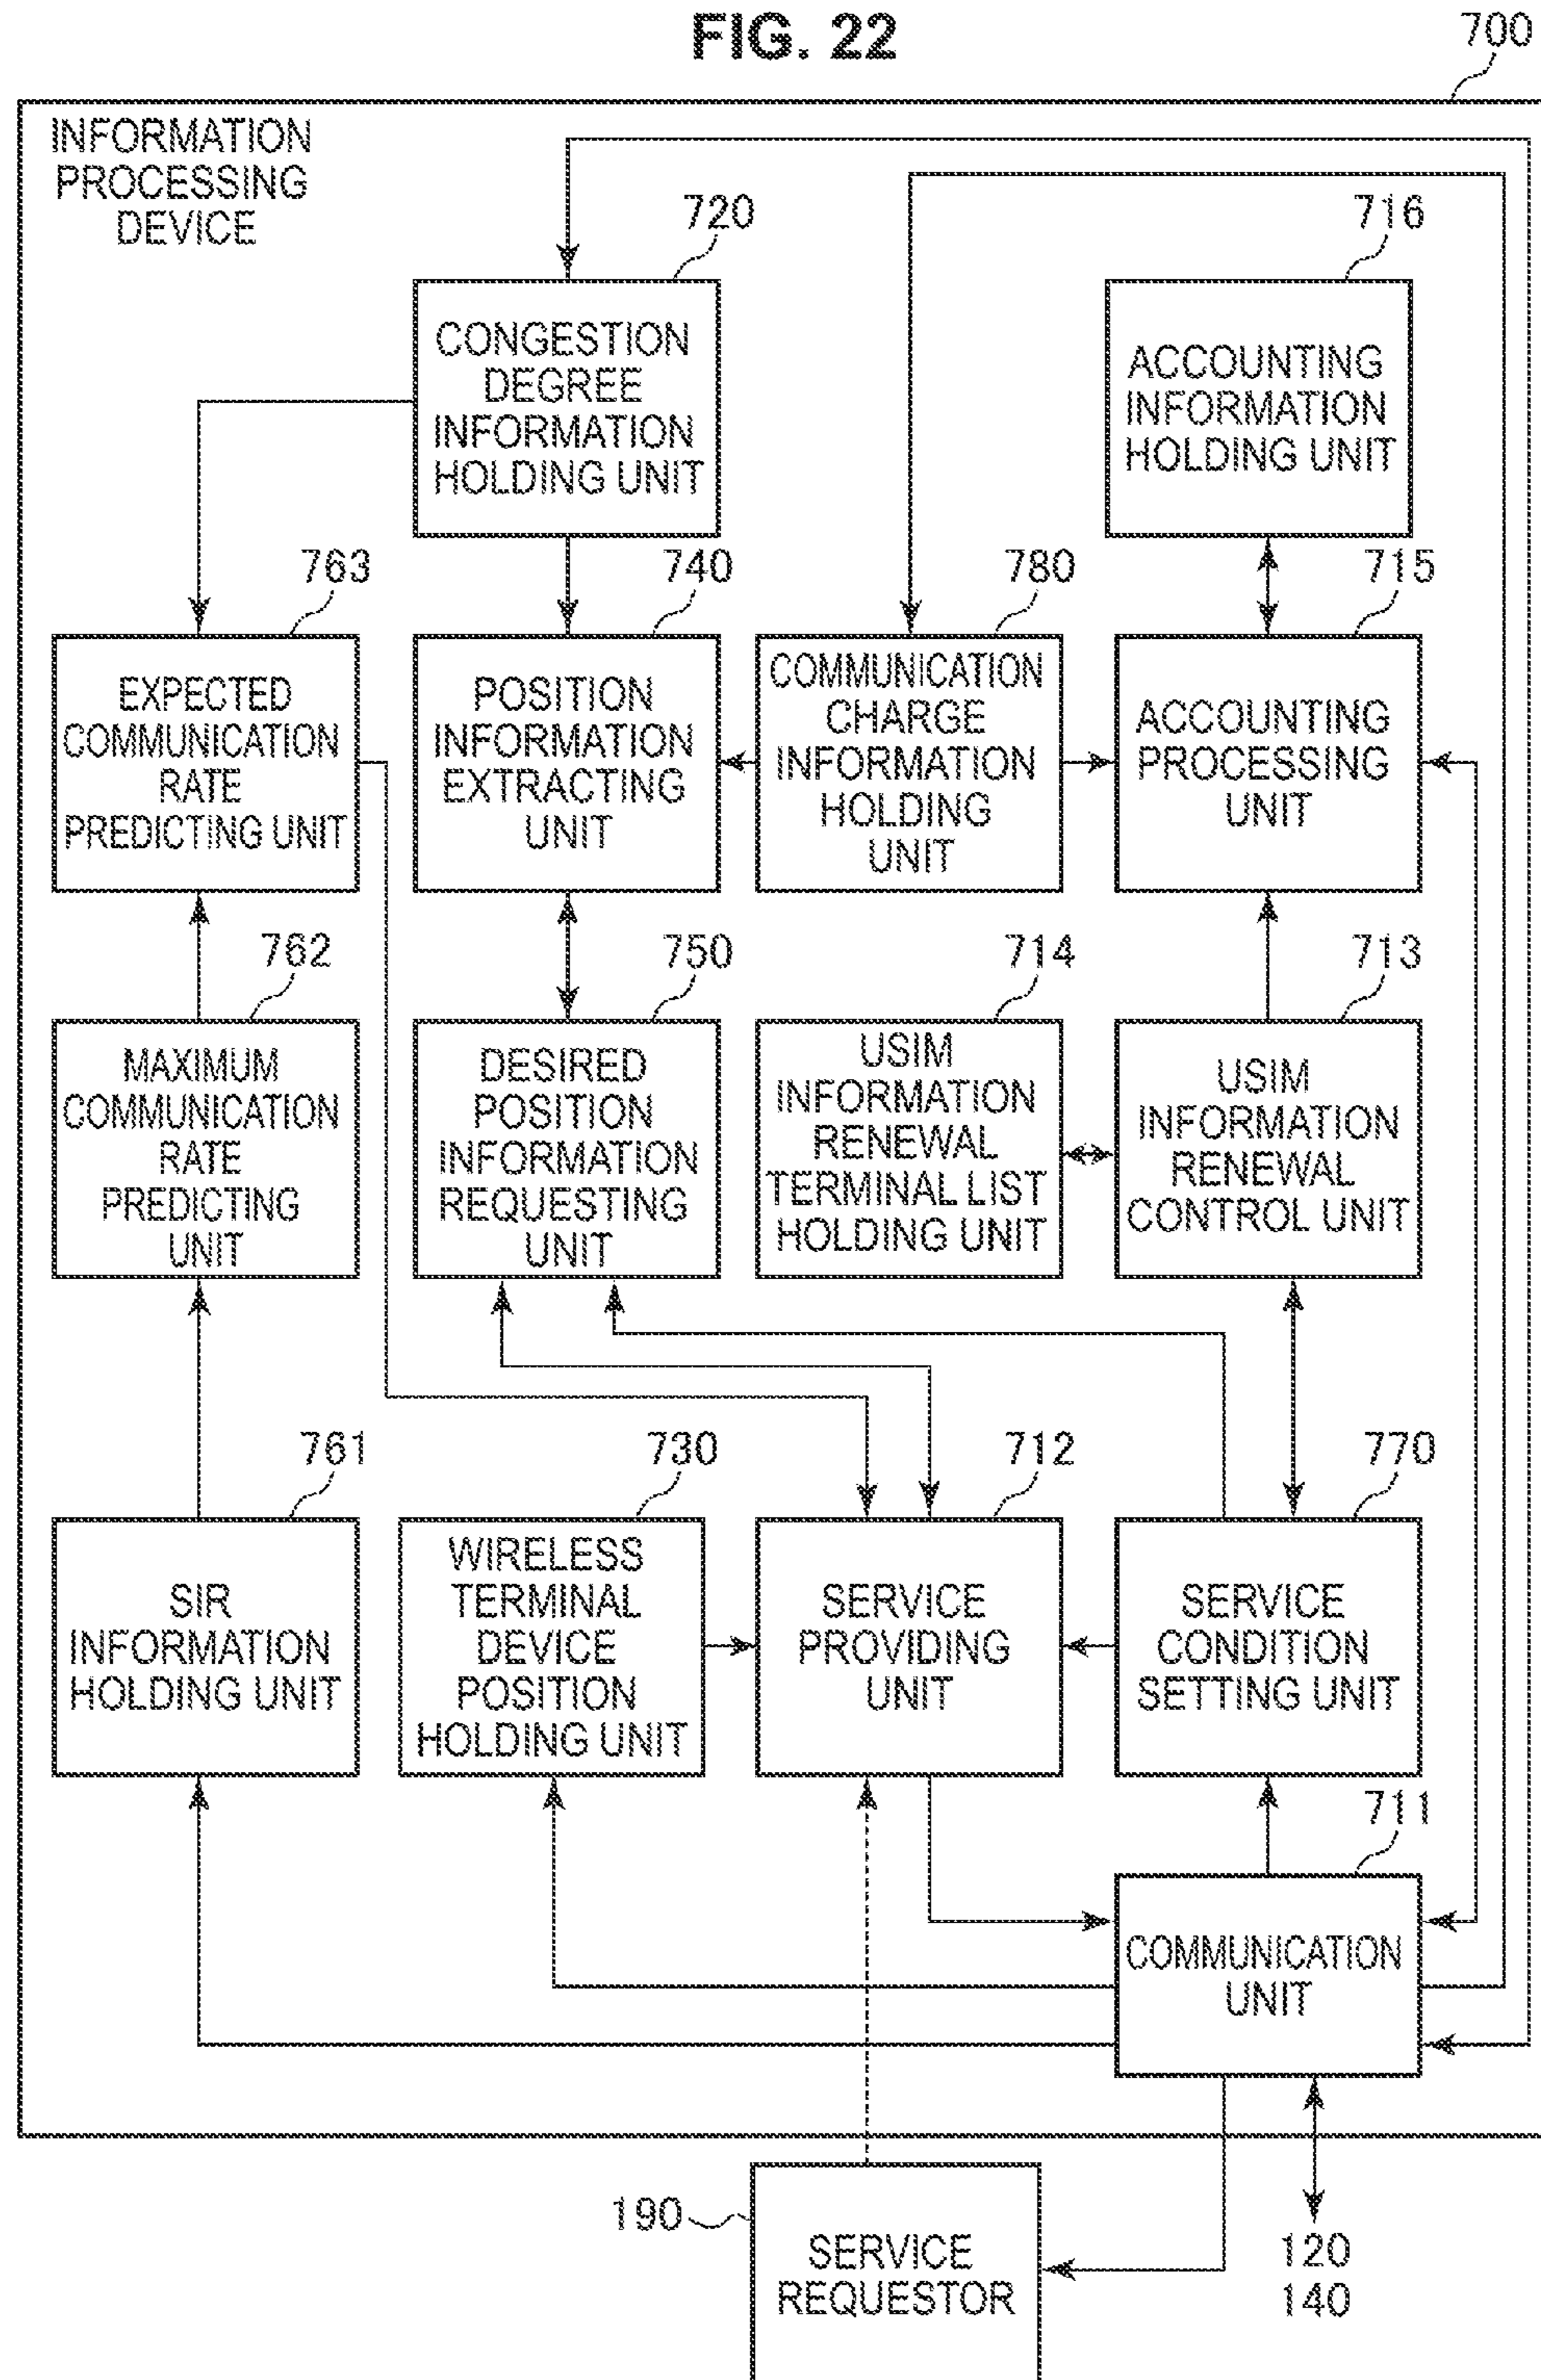 FIG. 22
700
INFORMATION
PROCESSING
DEVICE
720
716
CONGESTION
DEGREE
INFORMATION
HOLDING UNIT
ACCOUNTING
INFORMATION
HOLDING UNIT
763
740
780
715
EXPECTED
COMMUNICATION
RATE
PREDICTING UNIT
POSITION
INFORMATION
EXTRACTING
UNIT
COMMUNICATION
CHARGE
INFORMATION
HOLDING
UNIT
ACCOUNTING
PROCESSING
UNIT
762
750
714
713
MAXIMUM
COMMUNICATION
RATE
PREDICTING
UNIT
DESIRED
POSITION
INFORMATION
REQUESTING
UNIT
USIM
INFORMATION
RENEWAL
TERMINAL LIST
HOLDING UNIT
USIM
INFORMATION
RENEWAL
CONTROL UNIT
761
730
712
770
SIR
INFORMATION
HOLDING UNIT
WIRELESS
TERMINAL
DEVICE
POSITION
HOLDING UNIT
SERVICE
PROVIDING
UNIT
SERVICE
CONDITION
SETTING UNIT
711
COMMUNICATION
UNIT
190
SERVICE
REQUESTOR
120
140